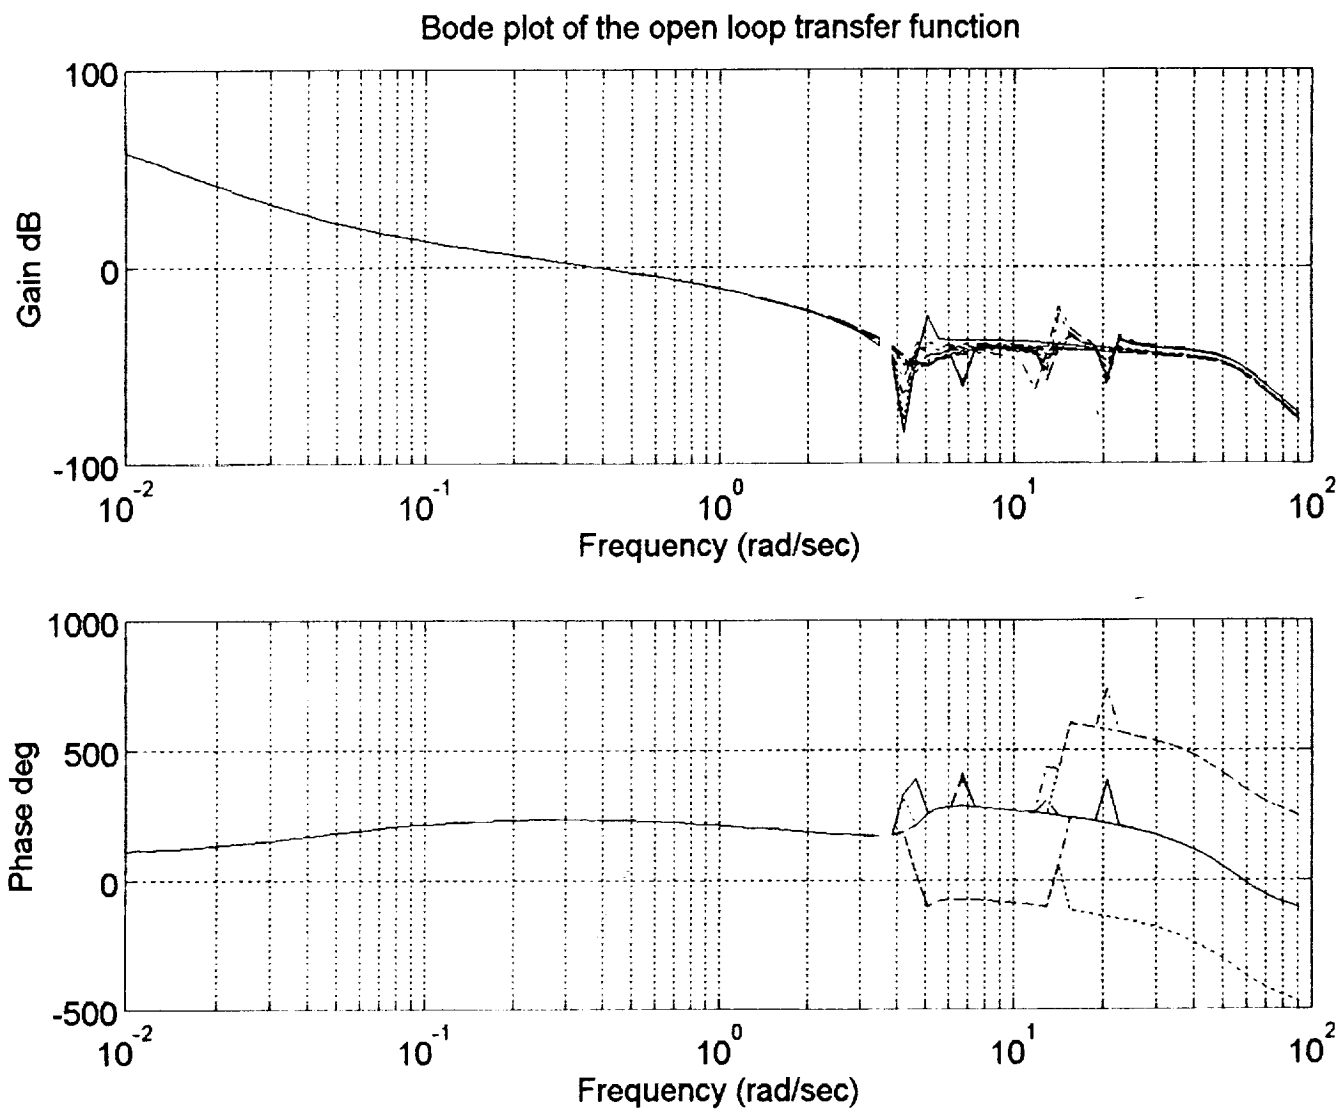 Bode plot of the open loop transfer function
100
0
-100
Gain dB
10^-2 10^-1 10^0 10^1 10^2
Frequency (rad/sec)
1000
500
0
-500
Phase deg
10^-2 10^-1 10^0 10^1 10^2
Frequency (rad/sec)